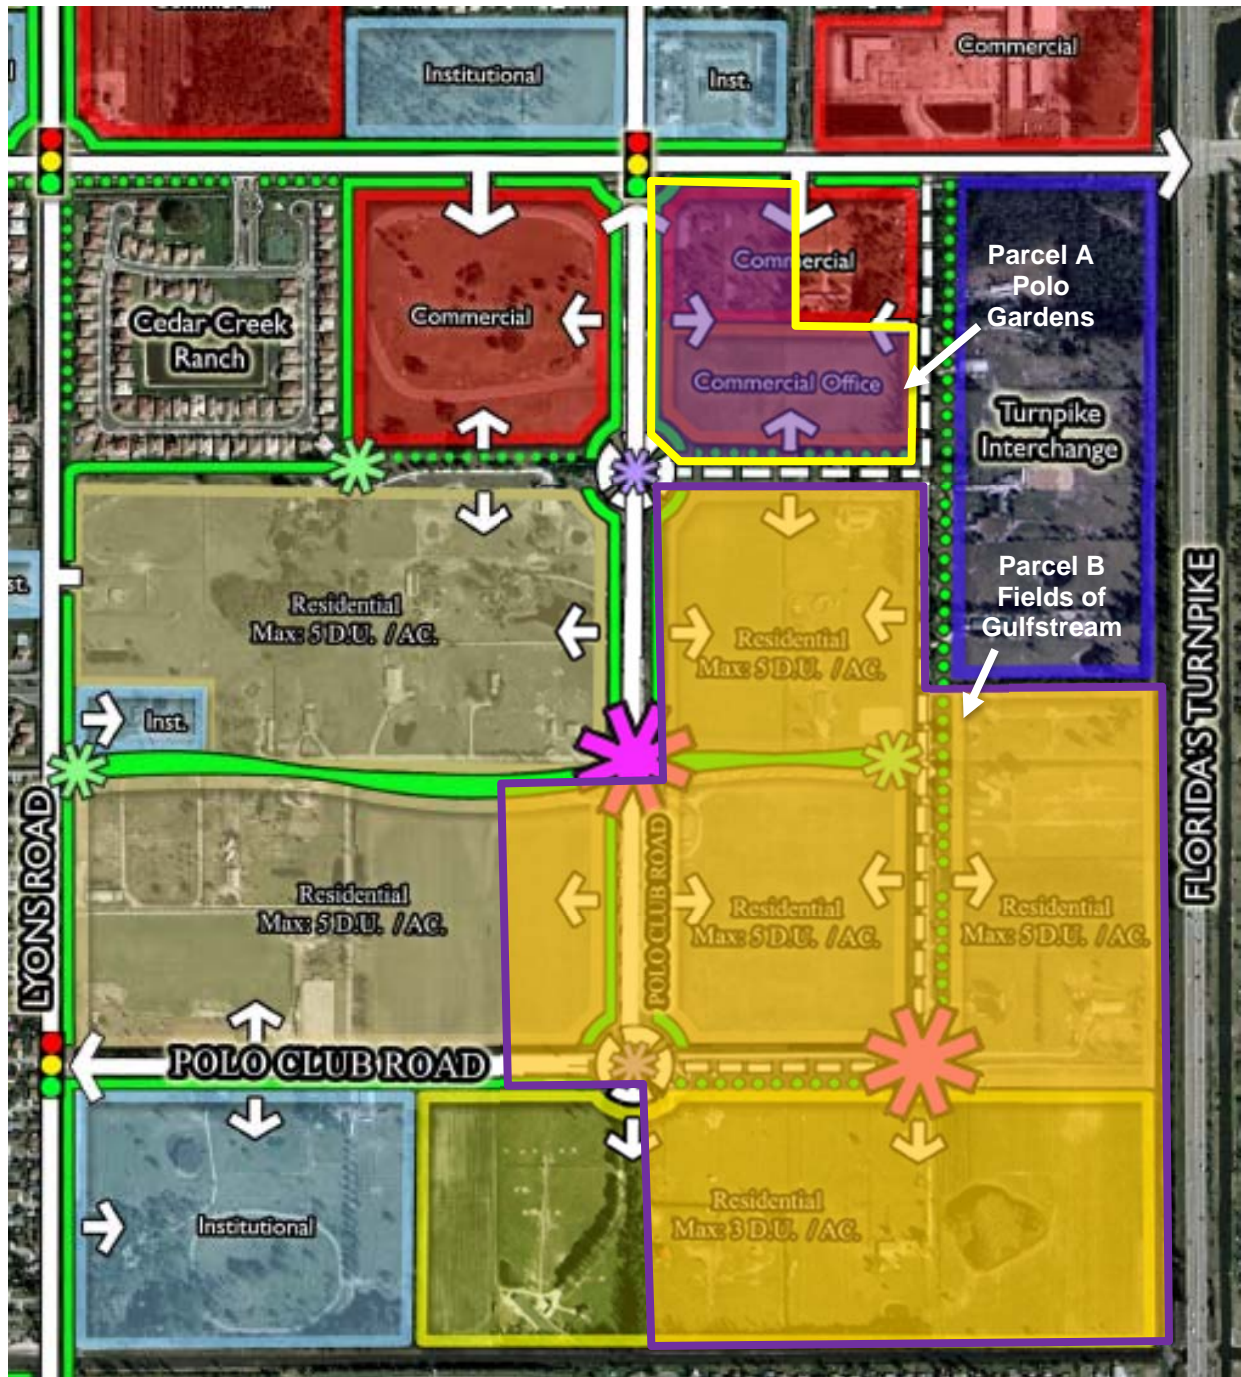 Commercial
Institutional
Inst.
Commercial
Cedar Creek
Ranch
Commercial
Commercial
Commercial Office
Parcel A
Polo
Gardens
Turnpike
Interchange
Residential
Max: 5 D.U. / AC.
Residential
Max: 5 D.U. / AC.
Parcel B
Fields of
Gulfstream
st.
Inst.
FLORIDA'S TURNPIKE
LYONS ROAD
Residential
Max: 5 D.U. / AC.
POLO CLUB ROAD
Residential
Max: 5 D.U. / AC.
Residential
Max: 5 D.U. / AC.
POLO CLUB ROAD
Institutional
Residential
Max: 3 D.U. / AC.